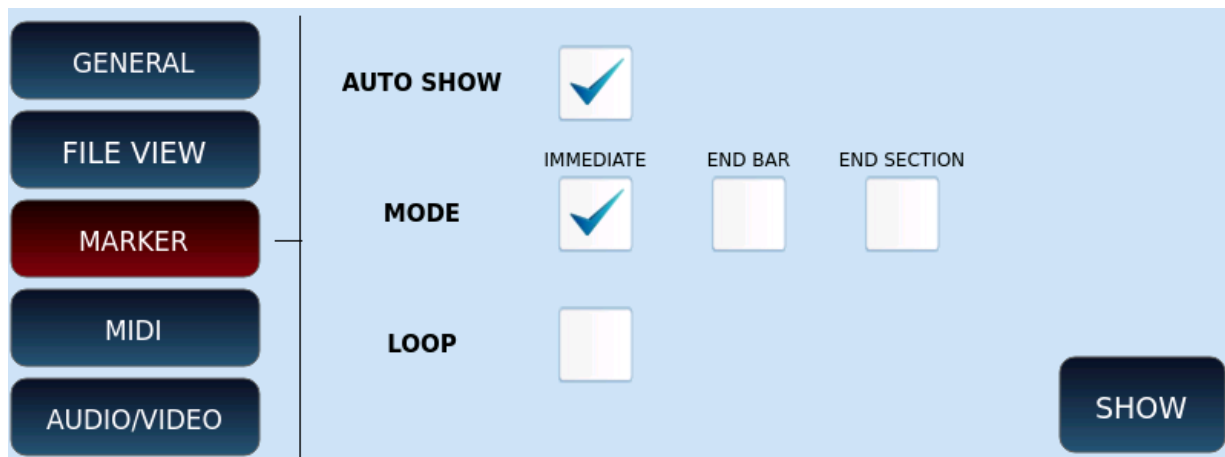 GENERAL
FILE VIEW
MARKER
MIDI
AUDIO/VIDEO
AUTO SHOW
IMMEDIATE END BAR END SECTION
MODE
LOOP
SHOW